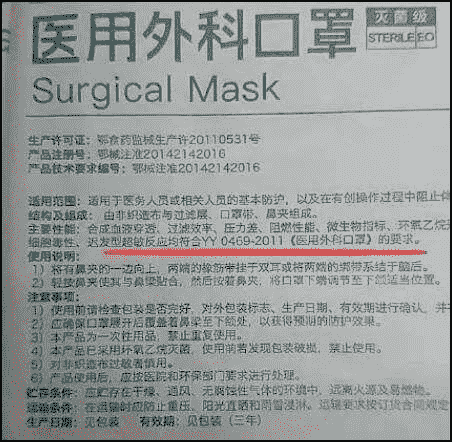 医用外科口罩 灭菌级
STERILE EO
Surgical Mask
生产许可证：鄂食药监械生产许20110531号
产品注册号：鄂械注准20142142016
产品技术要求编号：鄂械注准20142142016
适用范围：适用于医务人员或相关人员的基本防护，以及在有创操作过程中阻止体
结构及组成：由非织造布与过滤层、口罩带、鼻夹组成。
主要性能：合成血液穿透、过滤效率、压力差、阻燃性能、微生物指标、环氧乙烷
细胞毒性、迟发型超敏反应均符合YY 0469-2011《医用外科口罩》的要求。
使用说明：
1）将有鼻夹的一边向上，两端的橡筋带挂于双耳或将两端的绑带系结于脑后。
2）轻按鼻夹使其与鼻梁贴合，然后按着鼻夹，将口罩下端调节至下颌适当位置。
注意事项：
1）使用前请检查包装是否完好，对外包装标志、生产日期、有效期进行确认，并
2）应确保口罩展开后覆盖着鼻梁至下颌处，以获得预期的防护效果。
3）本产品为一次性用品，禁止重复使用。
4）本产品已采用环氧乙烷灭菌，使用前若发现包装破损，禁止使用。
5）对非织造布过敏者慎用。
6）产品使用后，应按医院和环保部门要求进行处理。
贮存条件：应贮存在干燥、通风、无腐蚀性气体的环境中，远离火源及易燃物。
运输条件：在运输时应防止重压，阳光直晒和雨雪浸淋。运输要求按订货合同规定
生产日期：见包装 有效期：见包装（三年）